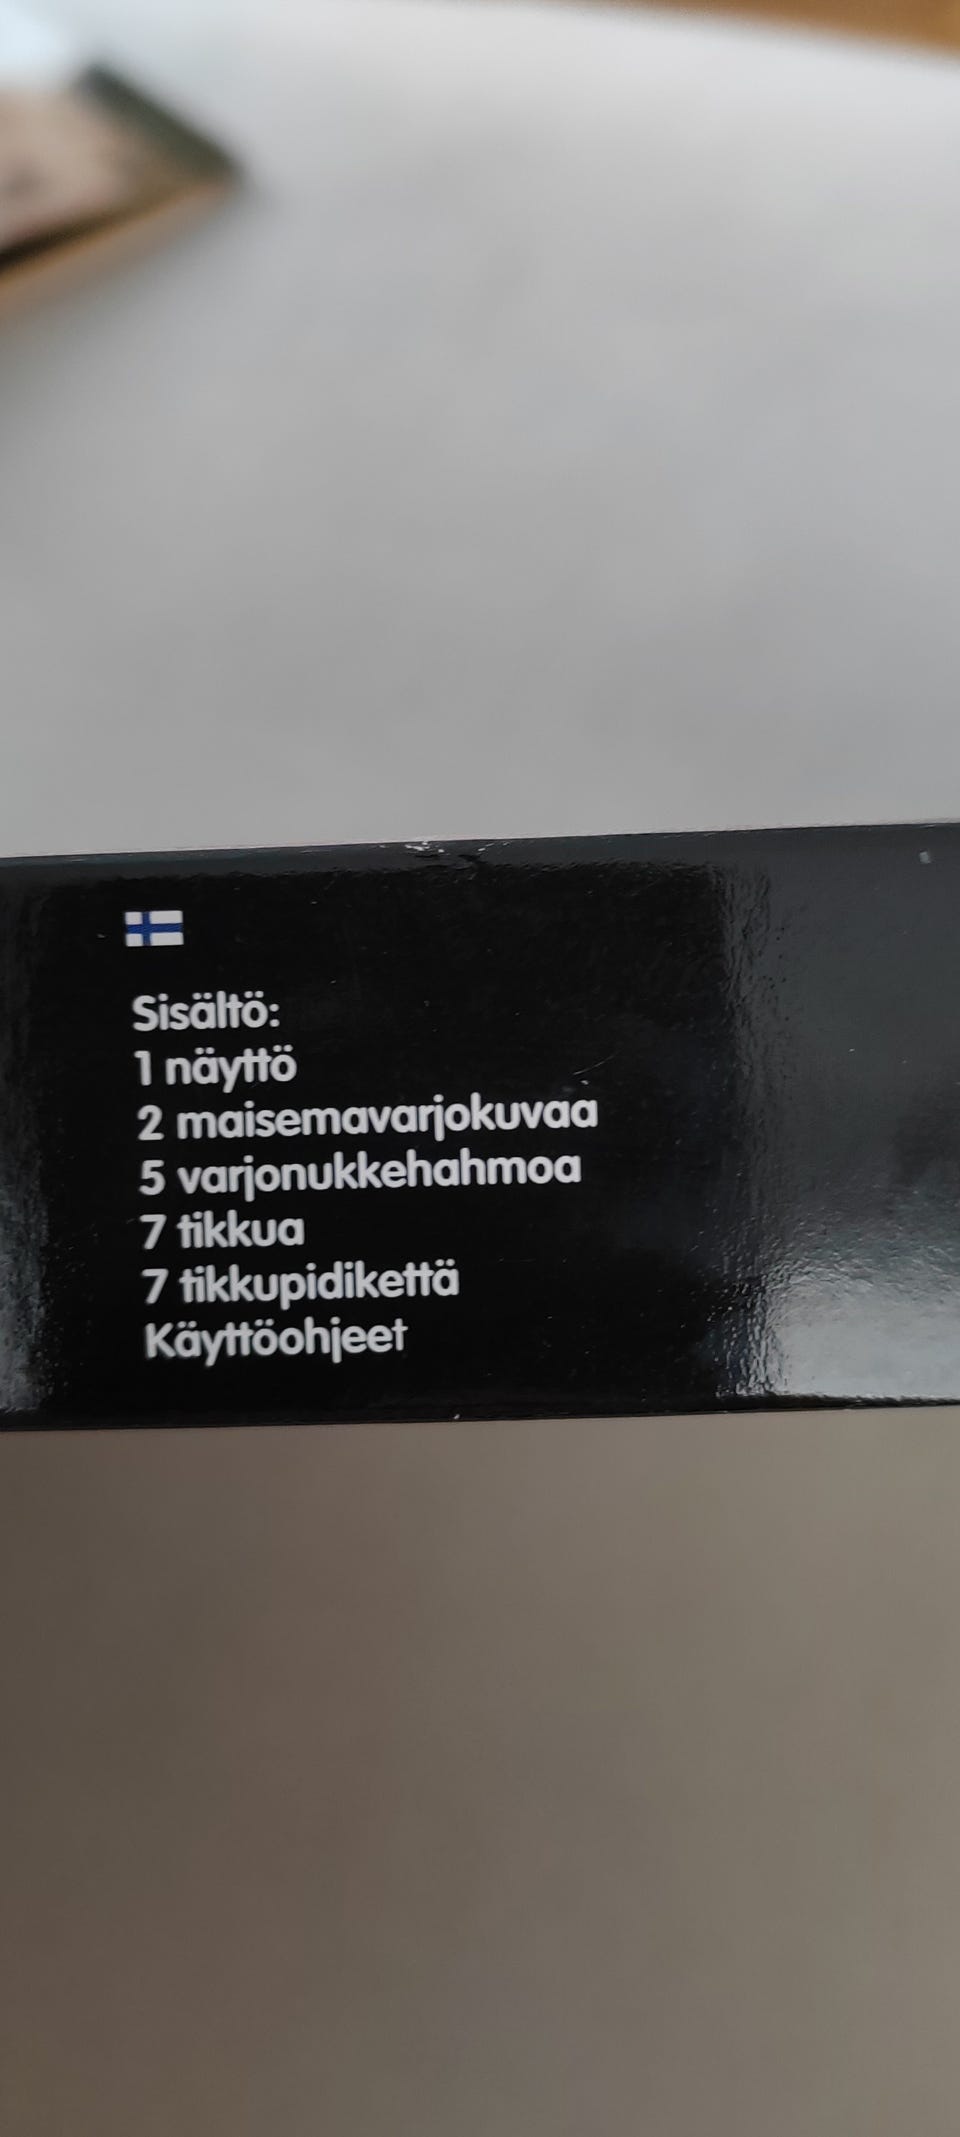 Sisältö:
1 näyttö
2 maisemavarjokuvaa
5 varjonukkehahmoa
7 tikkua
7 tikkupidikettä
Käyttöohjeet